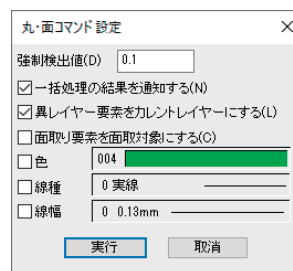 丸・面コマンド 設定
強制検出値(D) 0.1
一括処理の結果を通知する(N)
異レイヤー要素をカレントレイヤーにする(L)
面取り要素を面取対象にする(C)
色 004
線種 0 実線
線幅 0 0.13mm
実行 取消